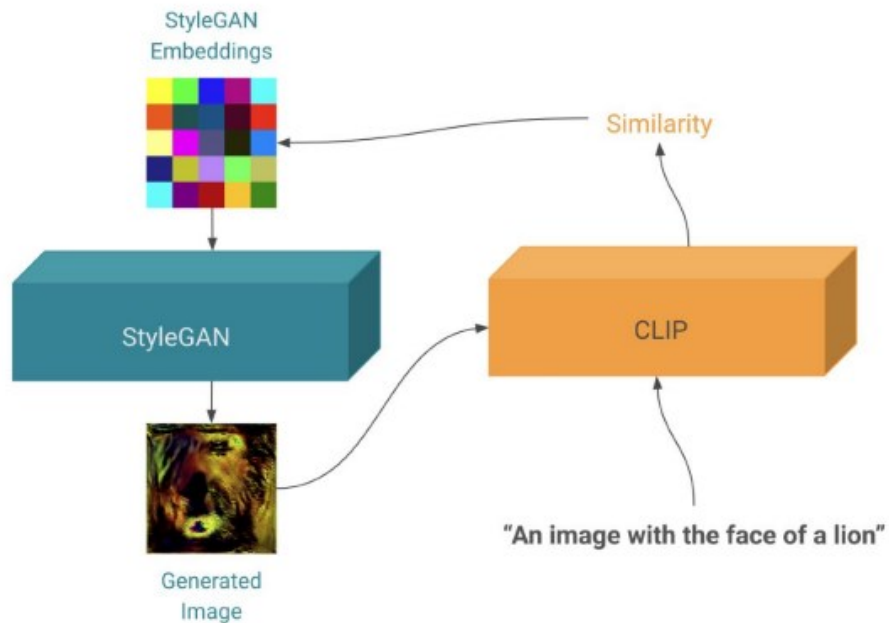 StyleGAN
Embeddings
Similarity
StyleGAN
CLIP
“An image with the face of a lion”
Generated
Image